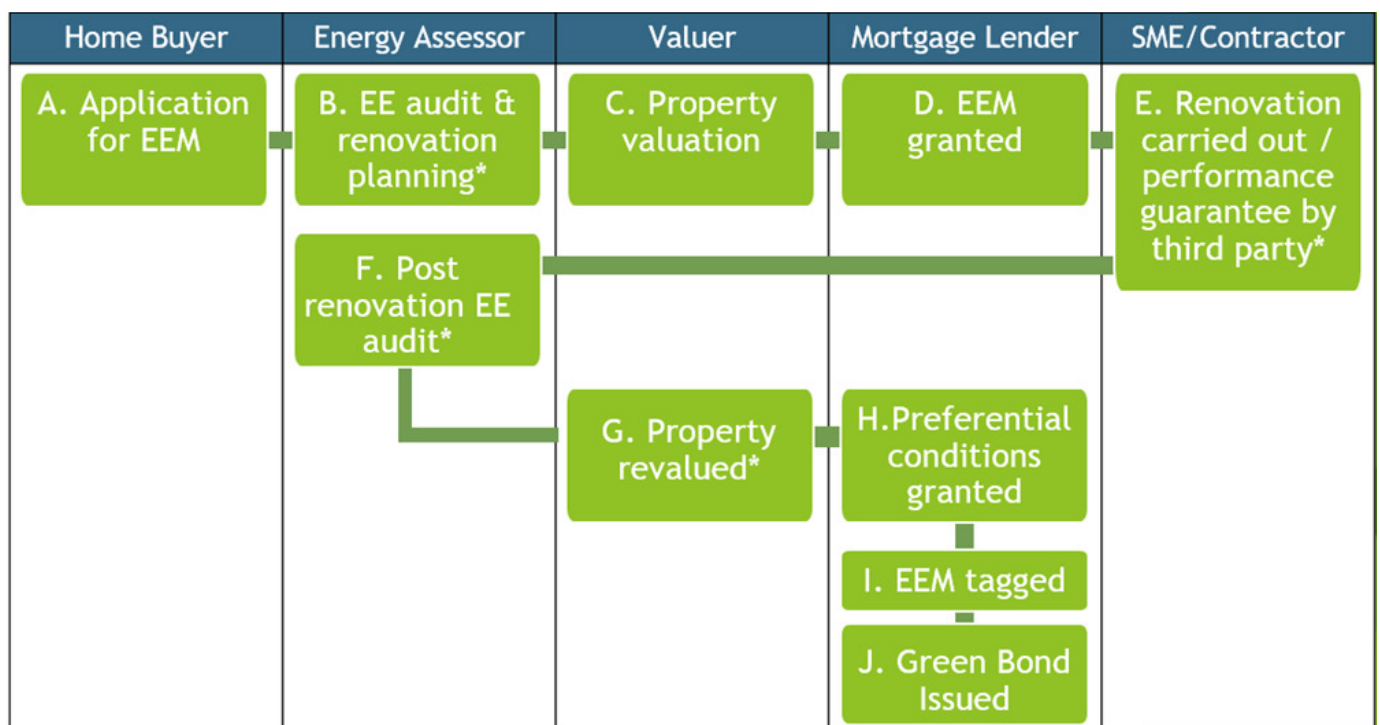 Home Buyer
Energy Assessor
Valuer
Mortgage Lender
SME/Contractor
A. Application
for EEM
B. EE audit &
renovation
planning*
C. Property
valuation
D. EEM
granted
E. Renovation
carried out /
performance
guarantee by
third party*
F. Post
renovation EE
audit*
G. Property
revalued*
H.Preferential
conditions
granted
I. EEM tagged
J. Green Bond
Issued